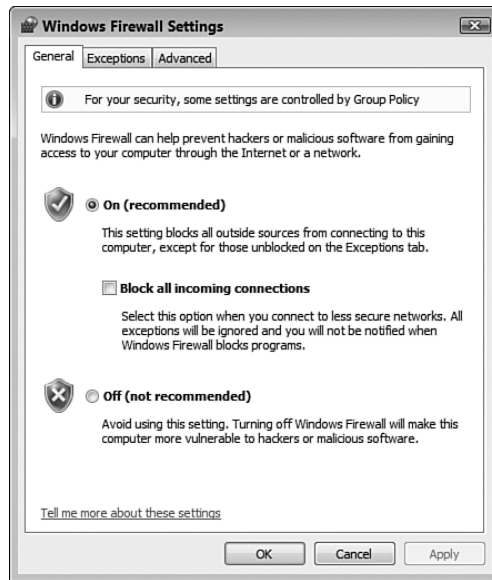 Windows Firewall Settings
General Exceptions Advanced
For your security, some settings are controlled by Group Policy
Windows Firewall can help prevent hackers or malicious software from gaining
access to your computer through the Internet or a network.
On (recommended)
This setting blocks all outside sources from connecting to this
computer, except for those unblocked on the Exceptions tab.
Block all incoming connections
Select this option when you connect to less secure networks. All
exceptions will be ignored and you will not be notified when
Windows Firewall blocks programs.
Off (not recommended)
Avoid using this setting. Turning off Windows Firewall will make this
computer more vulnerable to hackers or malicious software.
Tell me more about these settings
OK Cancel Apply